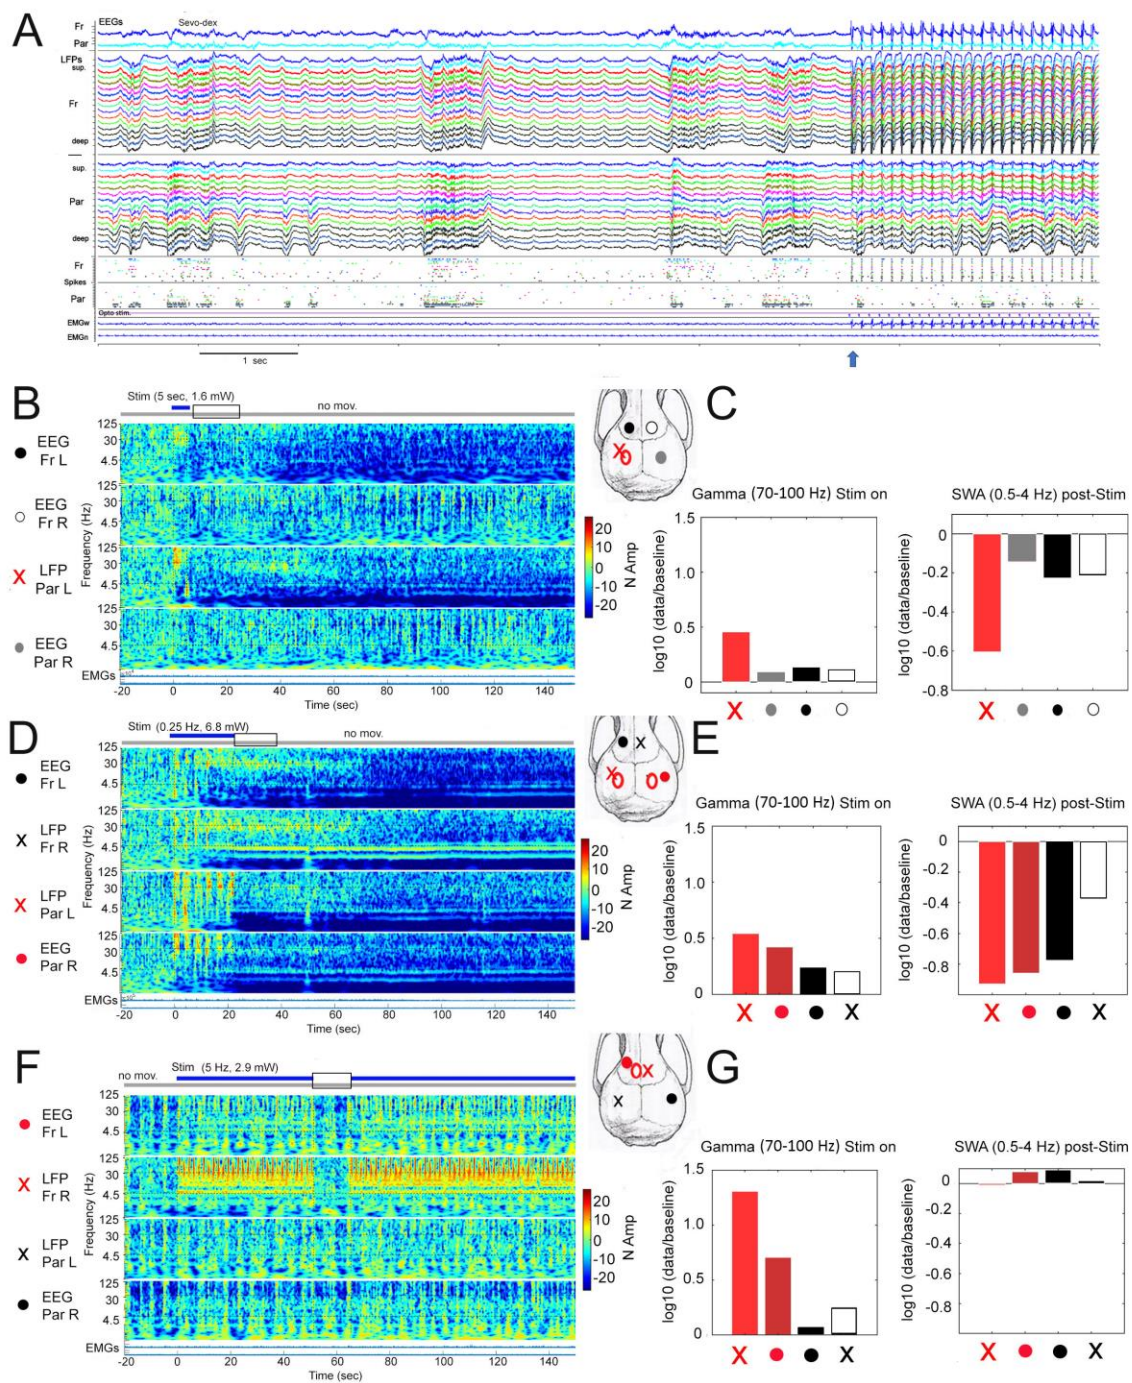 A
EEGs
Sevo-dex
Fr
Par
LFPs
sup.
Fr
deep
sup.
Par
deep
Fr
Spikes
Par
Opto stim.
EMGw
EMGn
1 sec
B
Stim (5 sec, 1.6 mW)
no mov.
EEG
Fr L
EEG
Fr R
LFP
Par L
EEG
Par R
EMGs
Frequency (Hz)
125
30
4.5
125
30
4.5
125
30
4.5
125
30
4.5
-20 0 20 40 60 80 100 120 140
Time (sec)
20
10
0
-10
-20
N Amp
C
Gamma (70-100 Hz) Stim on
log10 (data/baseline)
1.5
0.5
0
X
SWA (0.5-4 Hz) post-Stim
log10 (data/baseline)
0
-0.2
-0.4
-0.6
-0.8
X
D
Stim (0.25 Hz, 6.8 mW)
no mov.
EEG
Fr L
LFP
Fr R
LFP
Par L
EEG
Par R
EMGs
Frequency (Hz)
125
30
4.5
125
30
4.5
125
30
4.5
125
30
4.5
-20 0 20 40 60 80 100 120 140
Time (sec)
20
10
0
-10
-20
N Amp
E
Gamma (70-100 Hz) Stim on
log10 (data/baseline)
1.5
0.5
0
X X
SWA (0.5-4 Hz) post-Stim
log10 (data/baseline)
0
-0.2
-0.4
-0.6
-0.8
X X
F
no mov.
Stim (5 Hz, 2.9 mW)
EEG
Fr L
LFP
Fr R
LFP
Par L
EEG
Par R
EMGs
Frequency (Hz)
125
30
4.5
125
30
4.5
125
30
4.5
125
30
4.5
-20 0 20 40 60 80 100 120 140
Time (sec)
20
10
0
-10
-20
N Amp
G
Gamma (70-100 Hz) Stim on
log10 (data/baseline)
1.5
1.0
0.5
0
X X
SWA (0.5-4 Hz) post-Stim
log10 (data/baseline)
0
-0.2
-0.4
-0.6
-0.8
X X